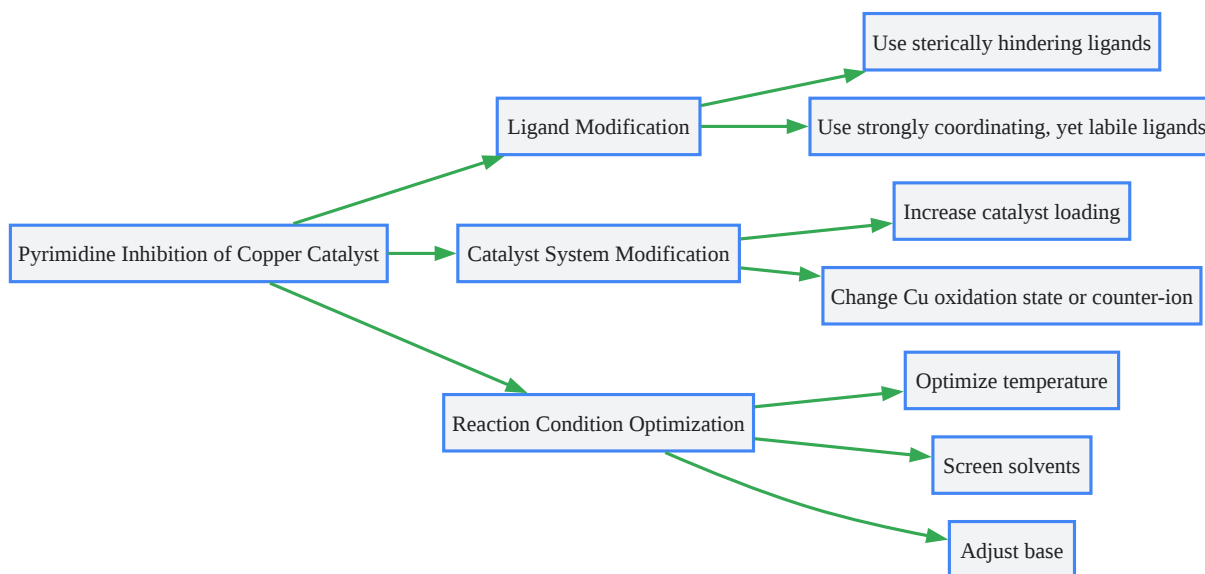 Use sterically hindering ligands
Ligand Modification
Use strongly coordinating, yet labile ligands
Increase catalyst loading
Pyrimidine Inhibition of Copper Catalyst
Catalyst System Modification
Change Cu oxidation state or counter-ion
Optimize temperature
Reaction Condition Optimization
Screen solvents
Adjust base